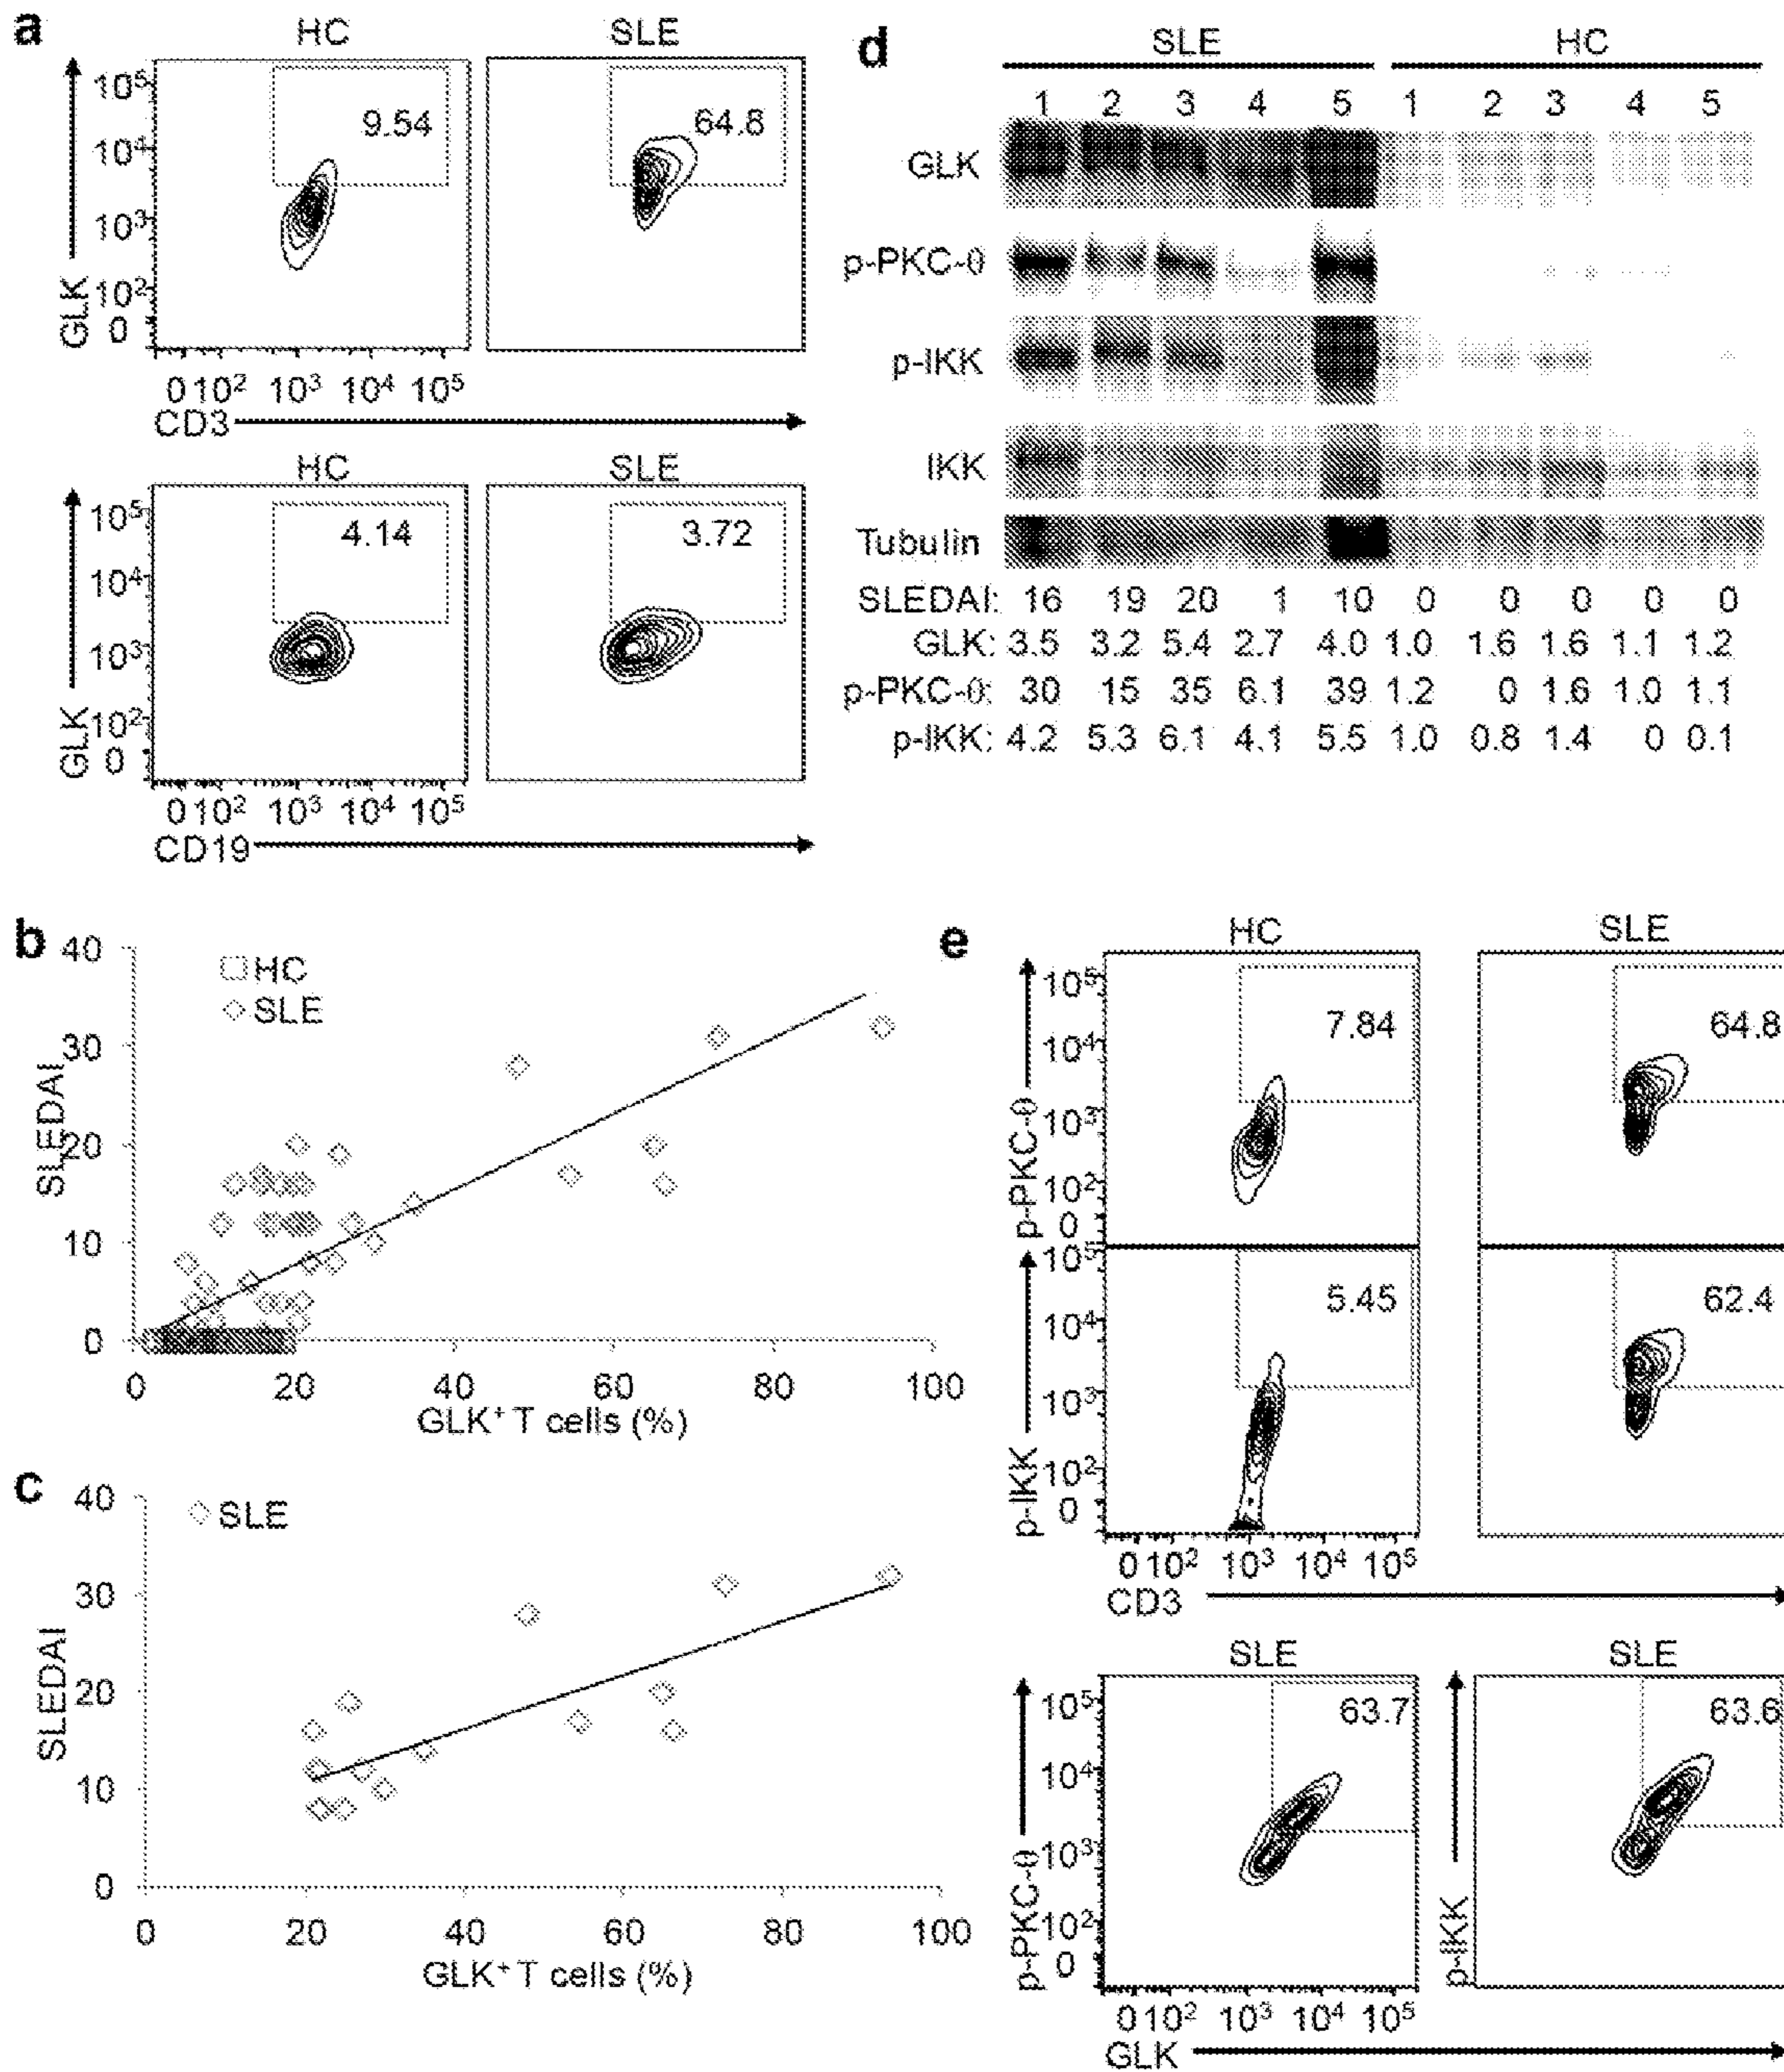 a
HC SLE
10⁵
10⁴
10³
10²
0
GLK
9.54
64.8
0 10² 10³ 10⁴ 10⁵
CD3
HC SLE
10⁵
10⁴
10³
10²
0
GLK
4.14
3.72
0 10² 10³ 10⁴ 10⁵
CD19
d
SLE HC
1 2 3 4 5 1 2 3 4 5
GLK
p-PKC-θ
p-IKK
IKK
Tubulin
SLEDAI: 16 19 20 1 10 0 0 0 0 0
GLK: 3.5 3.2 5.4 2.7 4.0 1.0 1.6 1.6 1.1 1.2
p-PKC-θ: 30 15 35 6.1 39 1.2 0 1.6 1.0 1.1
p-IKK: 4.2 5.3 6.1 4.1 5.5 1.0 0.8 1.4 0 0.1
b
HC
SLE
SLEDAI
40
30
20
10
0
0 20 40 60 80 100
GLK⁺ T cells (%)
c
SLE
SLEDAI
40
30
20
10
0
0 20 40 60 80 100
GLK⁺ T cells (%)
e
HC SLE
10⁵
10⁴
10³
10²
0
p-PKC-θ
7.84
64.8
10⁵
10⁴
10³
10²
0
p-IKK
5.45
62.4
0 10² 10³ 10⁴ 10⁵
CD3
SLE SLE
10⁵
10⁴
10³
10²
0
p-PKC-θ
63.7
p-IKK
63.6
0 10² 10³ 10⁴ 10⁵
GLK